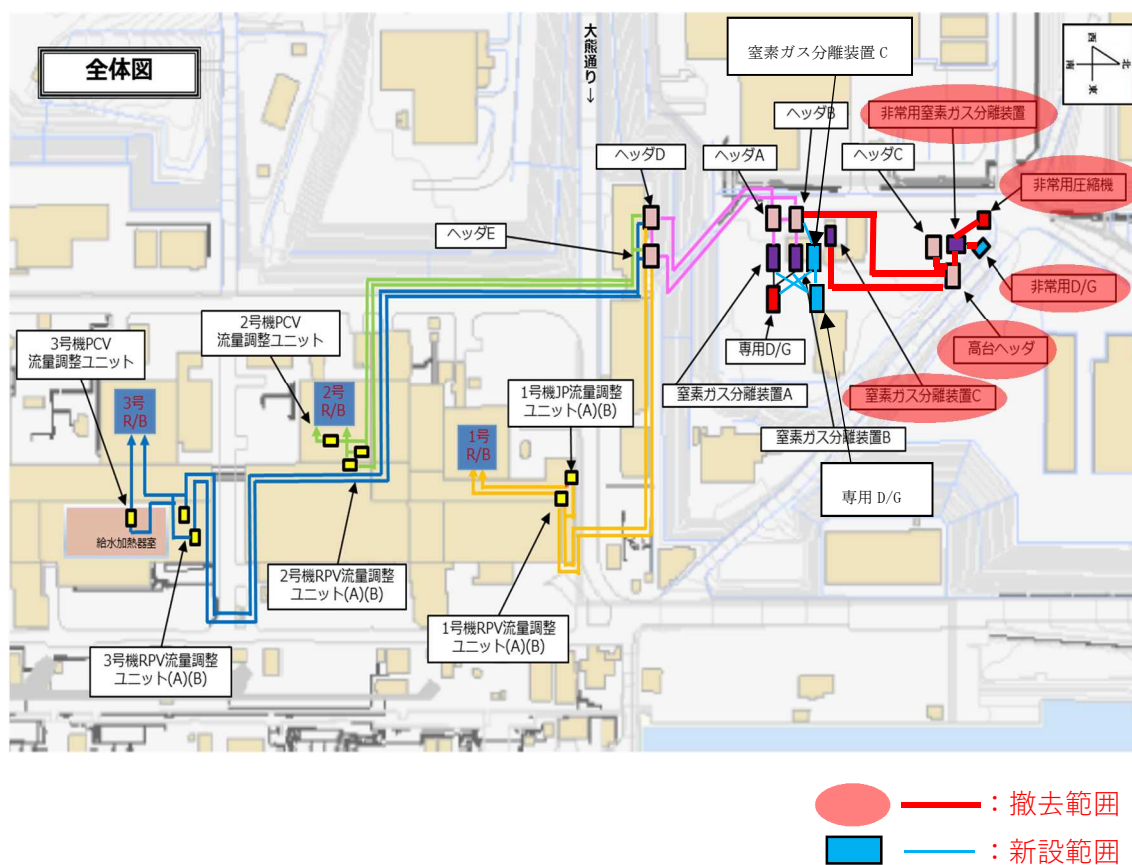 全体図
大熊通り↓
窒素ガス分離装置 C
西
北
南
東
ヘッダB
非常用窒素ガス分離装置
ヘッダD
ヘッダA
ヘッダC
非常用圧縮機
ヘッダE
非常用D/G
2号機PCV
流量調整ユニット
3号機PCV
流量調整ユニット
専用D/G
高台ヘッダ
1号機JP流量調整
ユニット(A)(B)
窒素ガス分離装置A
窒素ガス分離装置C
3号
R/B
2号
R/B
1号
R/B
窒素ガス分離装置B
専用 D/G
給水加熱器室
2号機RPV流量調整
ユニット(A)(B)
1号機RPV流量調整
ユニット(A)(B)
3号機RPV流量調整
ユニット(A)(B)
：撤去範囲
：新設範囲